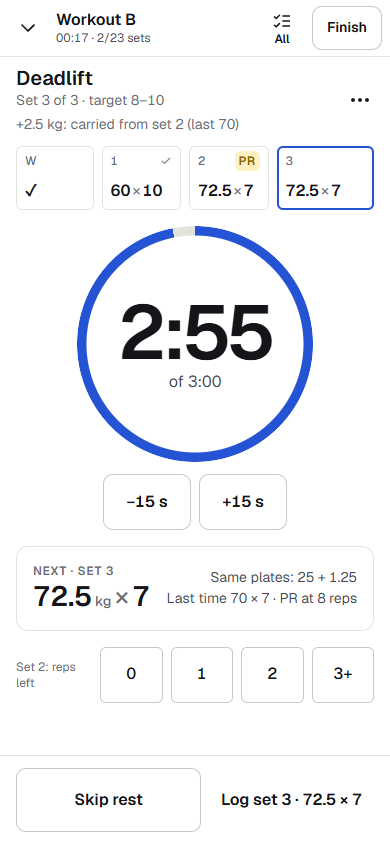 Workout B
00:17 · 2/23 sets
All
Finish
Deadlift
Set 3 of 3 · target 8–10
+2.5 kg: carried from set 2 (last 70)
W
1 ✓
2 PR
3
✓
60×10
72.5×7
72.5×7
2:55
of 3:00
−15 s
+15 s
NEXT · SET 3
72.5 kg × 7
Same plates: 25 + 1.25
Last time 70 × 7 · PR at 8 reps
Set 2: reps
left
0
1
2
3+
Skip rest
Log set 3 · 72.5 × 7